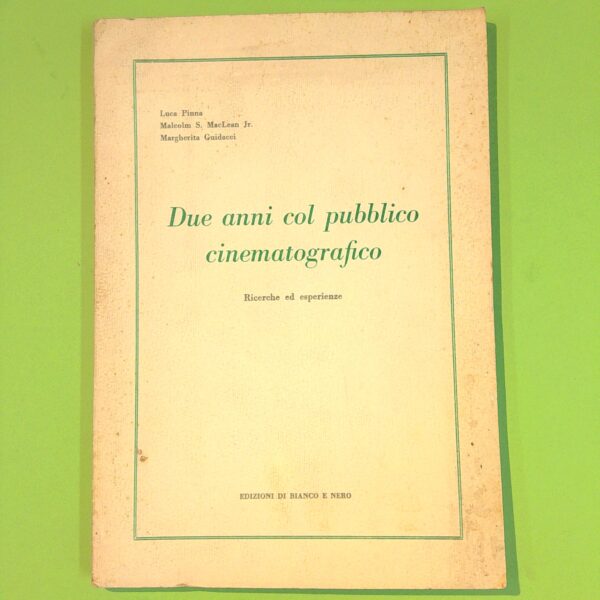 Luca Pinna
Malcolm S. MacLean Jr.
Margherita Guidacci
Due anni col pubblico
cinematografico
Ricerche ed esperienze
EDIZIONI DI BIANCO E NERO